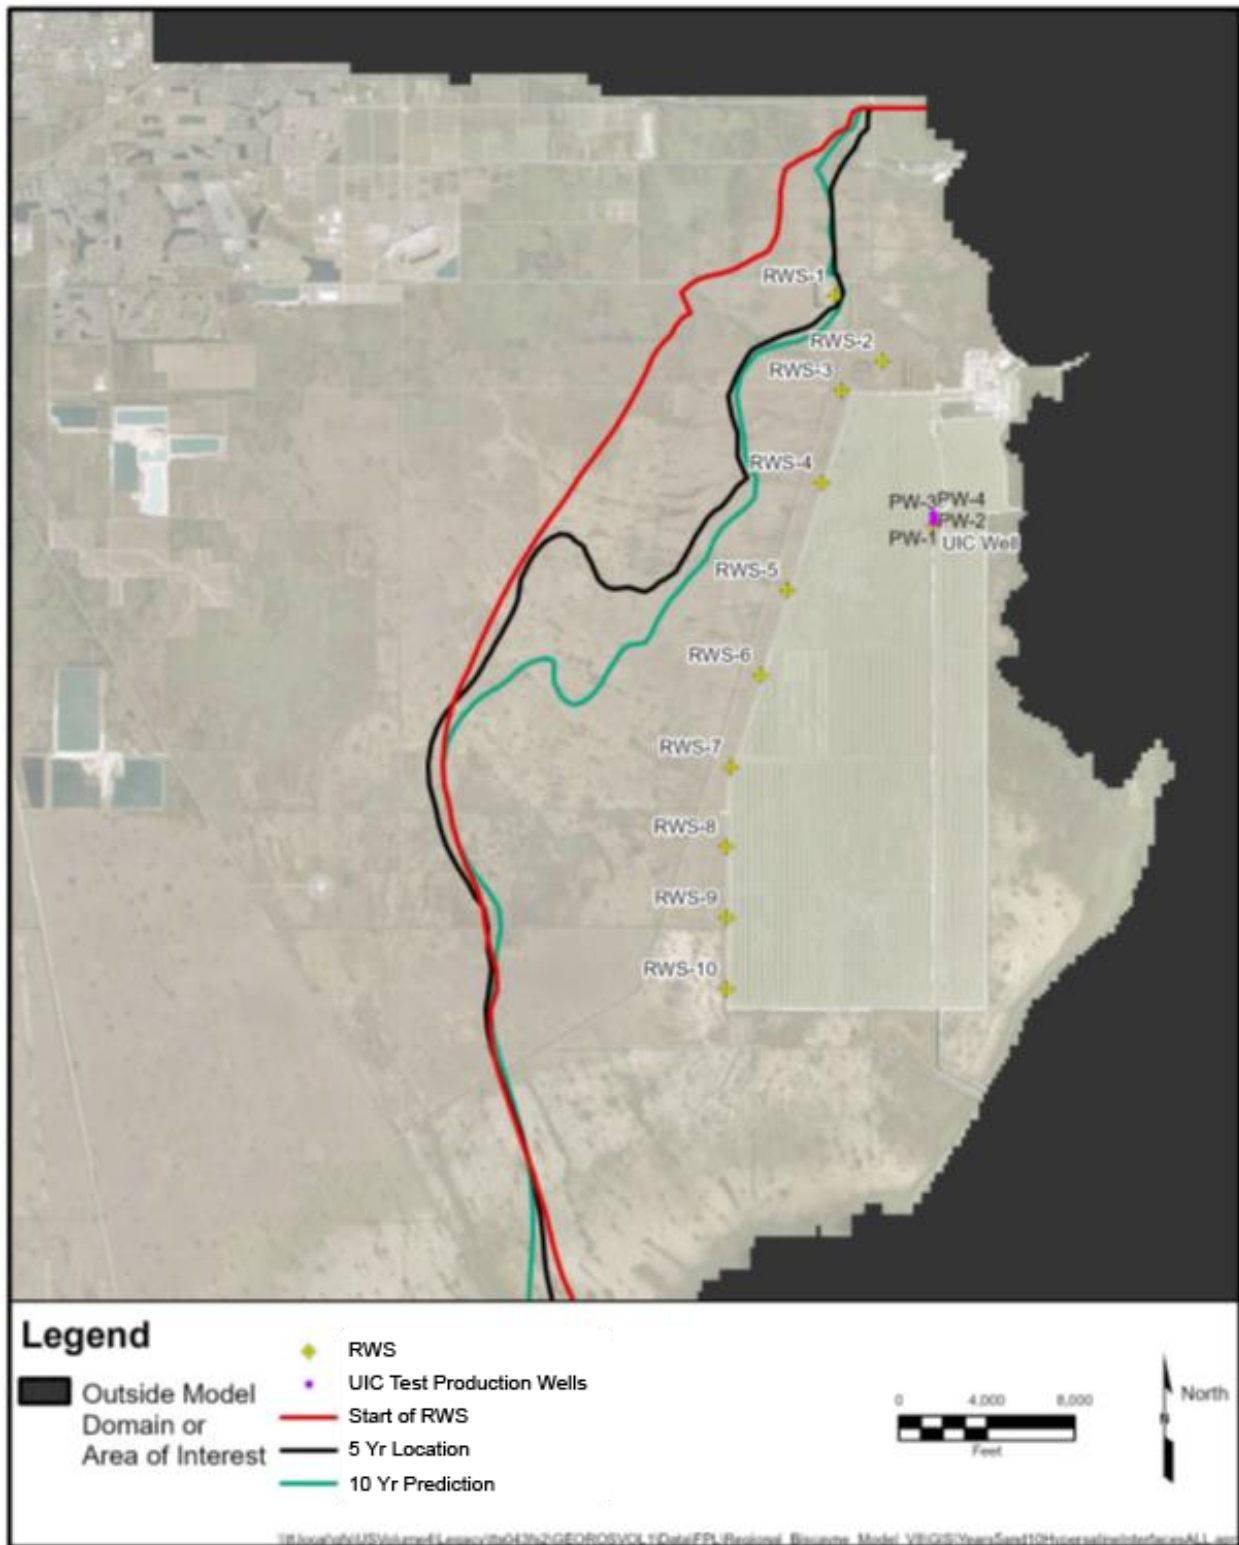 RWS-1
RWS-2
RWS-3
RWS-4
PW-3 PW-4
PW-2
PW-1 UIC Well
RWS-5
RWS-6
RWS-7
RWS-8
RWS-9
RWS-10
Legend
RWS
UIC Test Production Wells
Outside Model
Domain or
Area of Interest
Start of RWS
5 Yr Location
10 Yr Prediction
0 4,000 8,000
Feet
North
N